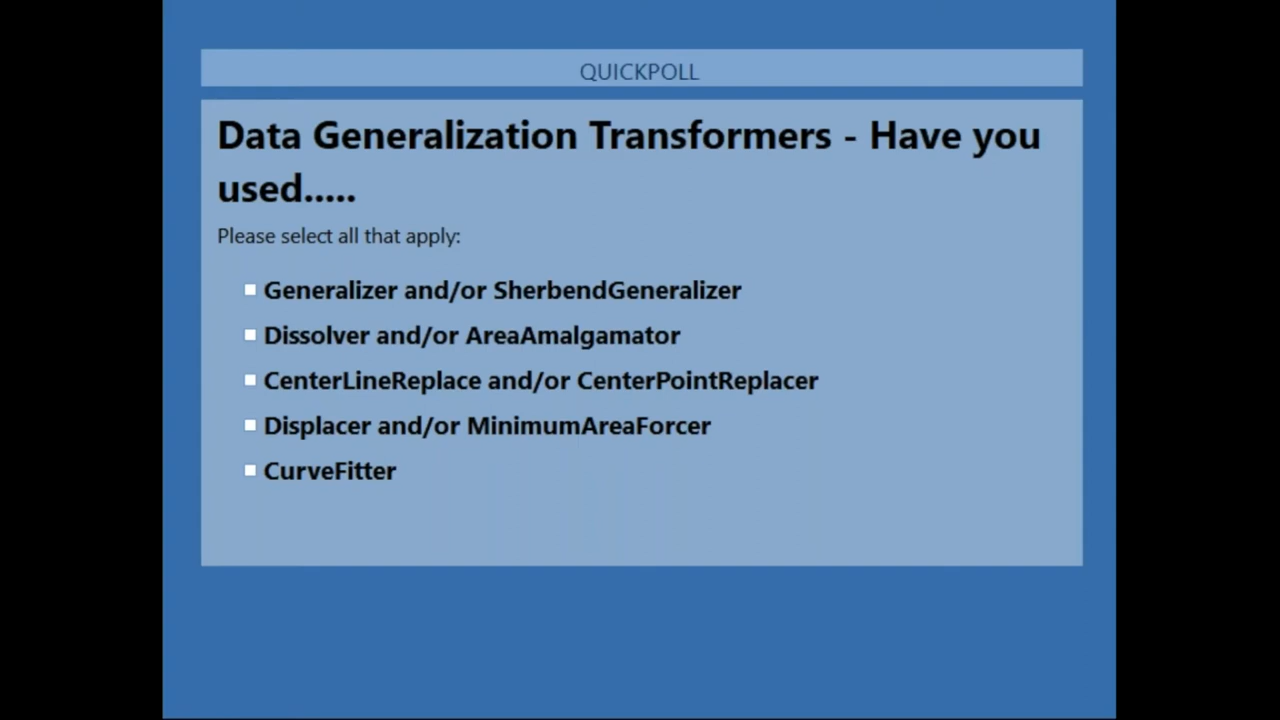 QUICKPOLL
Data Generalization Transformers - Have you
used.....
Please select all that apply:
Generalizer and/or SherbendGeneralizer
Dissolver and/or AreaAmalgamator
CenterLineReplace and/or CenterPointReplacer
Displacer and/or MinimumAreaForcer
CurveFitter